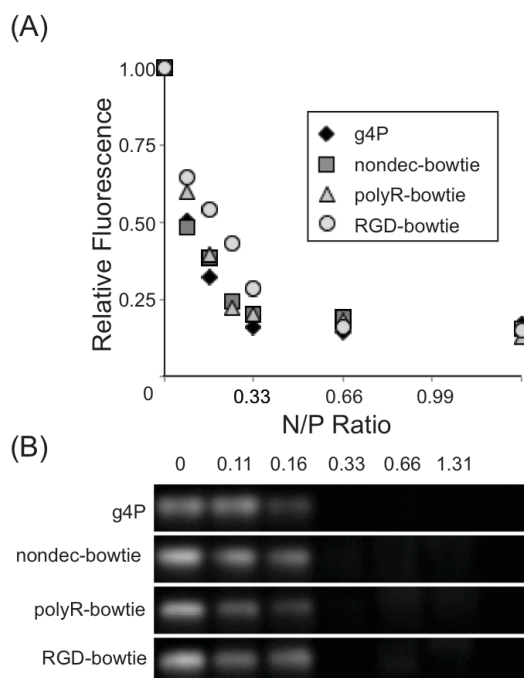 (A)
Relative Fluorescence
1.00
0.75
0.50
0.25
0
0.33
0.66
0.99
N/P Ratio
g4P
nondec-bowtie
polyR-bowtie
RGD-bowtie
(B)
0 0.11 0.16 0.33 0.66 1.31
g4P
nondec-bowtie
polyR-bowtie
RGD-bowtie